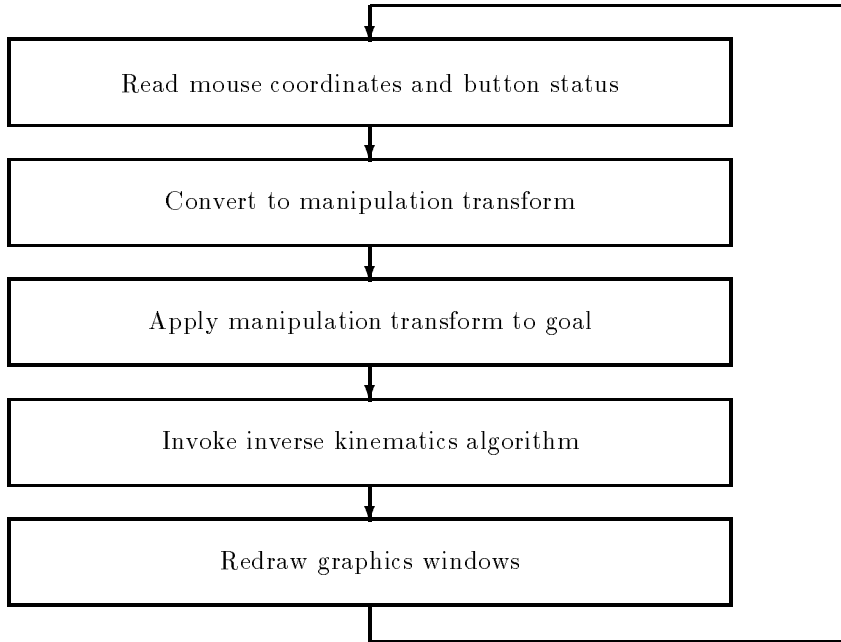 Read mouse coordinates and button status
Convert to manipulation transform
Apply manipulation transform to goal
Invoke inverse kinematics algorithm
Redraw graphics windows